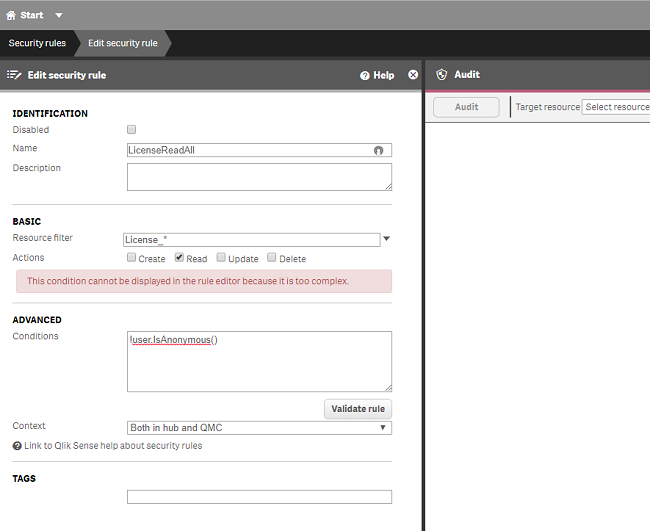 Start
Security rules
Edit security rule
Edit security rule
Help
Audit
Audit
Target resource
Select resource
IDENTIFICATION
Disabled
Name
LicenseReadAll
Description
BASIC
Resource filter
License_*
Actions
Create
Read
Update
Delete
This condition cannot be displayed in the rule editor because it is too complex.
ADVANCED
Conditions
!user.IsAnonymous()
Validate rule
Context
Both in hub and QMC
Link to Qlik Sense help about security rules
TAGS